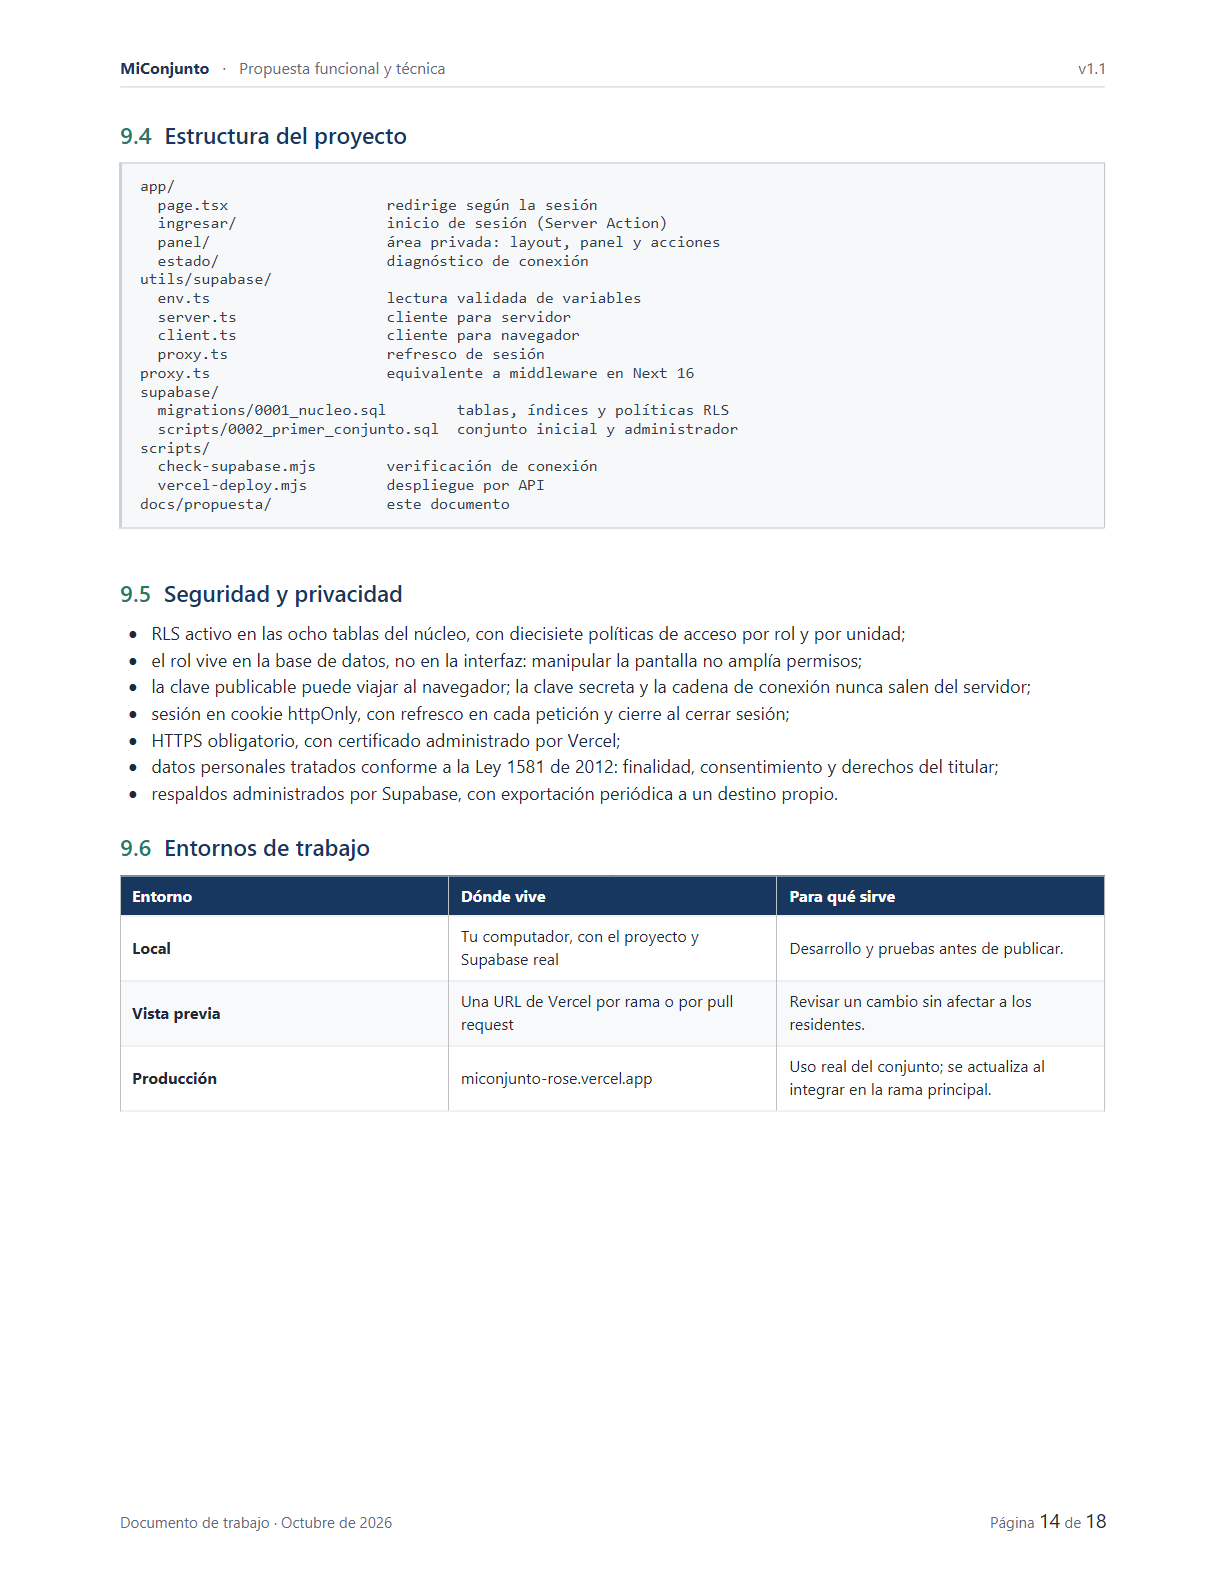 MiConjunto · Propuesta funcional y técnica v1.1
9.4 Estructura del proyecto
app/
  page.tsx                  redirige según la sesión
  ingresar/                 inicio de sesión (Server Action)
  panel/                    área privada: layout, panel y acciones
  estado/                   diagnóstico de conexión
utils/supabase/
  env.ts                    lectura validada de variables
  server.ts                 cliente para servidor
  client.ts                 cliente para navegador
  proxy.ts                  refresco de sesión
proxy.ts                    equivalente a middleware en Next 16
supabase/
  migrations/0001_nucleo.sql        tablas, índices y políticas RLS
  scripts/0002_primer_conjunto.sql  conjunto inicial y administrador
scripts/
  check-supabase.mjs        verificación de conexión
  vercel-deploy.mjs         despliegue por API
docs/propuesta/             este documento
9.5 Seguridad y privacidad
• RLS activo en las ocho tablas del núcleo, con diecisiete políticas de acceso por rol y por unidad;
• el rol vive en la base de datos, no en la interfaz: manipular la pantalla no amplía permisos;
• la clave publicable puede viajar al navegador; la clave secreta y la cadena de conexión nunca salen del servidor;
• sesión en cookie httpOnly, con refresco en cada petición y cierre al cerrar sesión;
• HTTPS obligatorio, con certificado administrado por Vercel;
• datos personales tratados conforme a la Ley 1581 de 2012: finalidad, consentimiento y derechos del titular;
• respaldos administrados por Supabase, con exportación periódica a un destino propio.
9.6 Entornos de trabajo
Entorno Dónde vive Para qué sirve
Local
Tu computador, con el proyecto y
Supabase real
Desarrollo y pruebas antes de publicar.
Vista previa
Una URL de Vercel por rama o por pull
request
Revisar un cambio sin afectar a los
residentes.
Producción
miconjunto-rose.vercel.app
Uso real del conjunto; se actualiza al
integrar en la rama principal.
Documento de trabajo · Octubre de 2026 Página 14 de 18